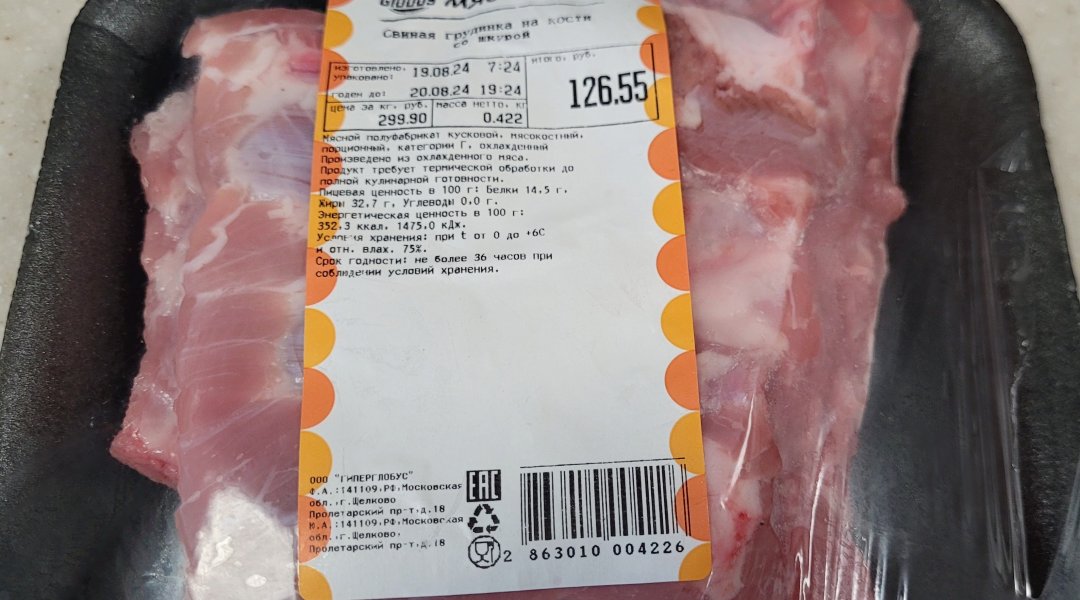 Свиная грудинка на кости
со шкурой
изготовлено,
упаковано: 19.08.24 7:24
годен до: 20.08.24 19:24
итого, руб.
126.55
цена за кг, руб. масса нетто, кг
299.90 0.422
Мясной полуфабрикат кусковой, мясокостный,
порционный, категории Г, охлажденный
Произведено из охлажденного мяса.
Продукт требует термической обработки до
полной кулинарной готовности.
Пищевая ценность в 100 г: Белки 14,5 г,
Жиры 32,7 г, Углеводы 0,0 г.
Энергетическая ценность в 100 г:
352,3 ккал, 1475,0 кДж.
Условия хранения: при t от 0 до +6С
и отн. влах. 75%.
Срок годности: не более 36 часов при
соблюдении условий хранения.
ООО "ГИПЕРГЛОБУС"
Ф.А.:141109,РФ,Московская
обл.,г.Щелково
Пролетарский пр-т,д.18
Ю.А.:141109,РФ,Московская
обл.,г.Щелково,
Пролетарский пр-т,д.18
EAC
2 863010 004226